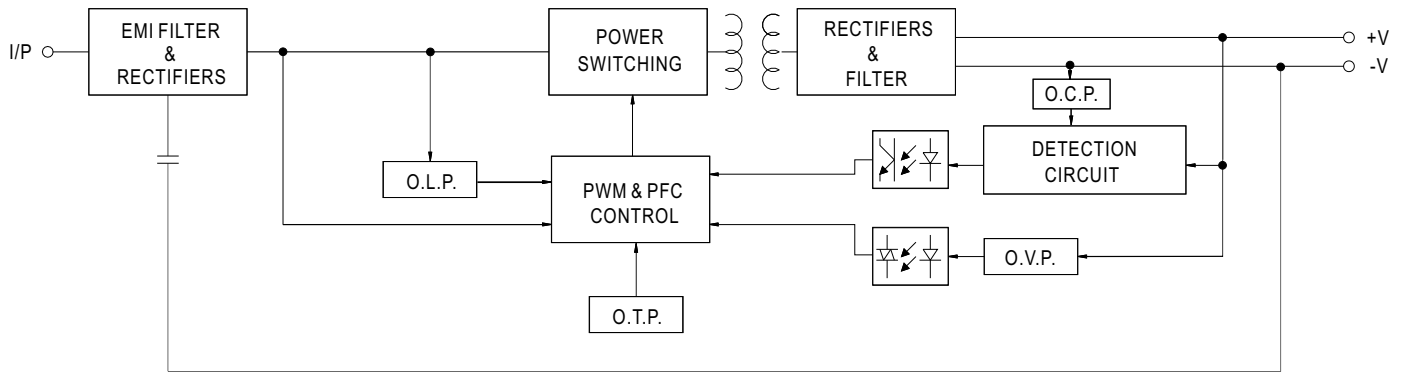 I/P
EMI FILTER
&
RECTIFIERS
POWER
SWITCHING
RECTIFIERS
&
FILTER
+V
-V
O.C.P.
DETECTION
CIRCUIT
O.L.P.
PWM & PFC
CONTROL
O.V.P.
O.T.P.